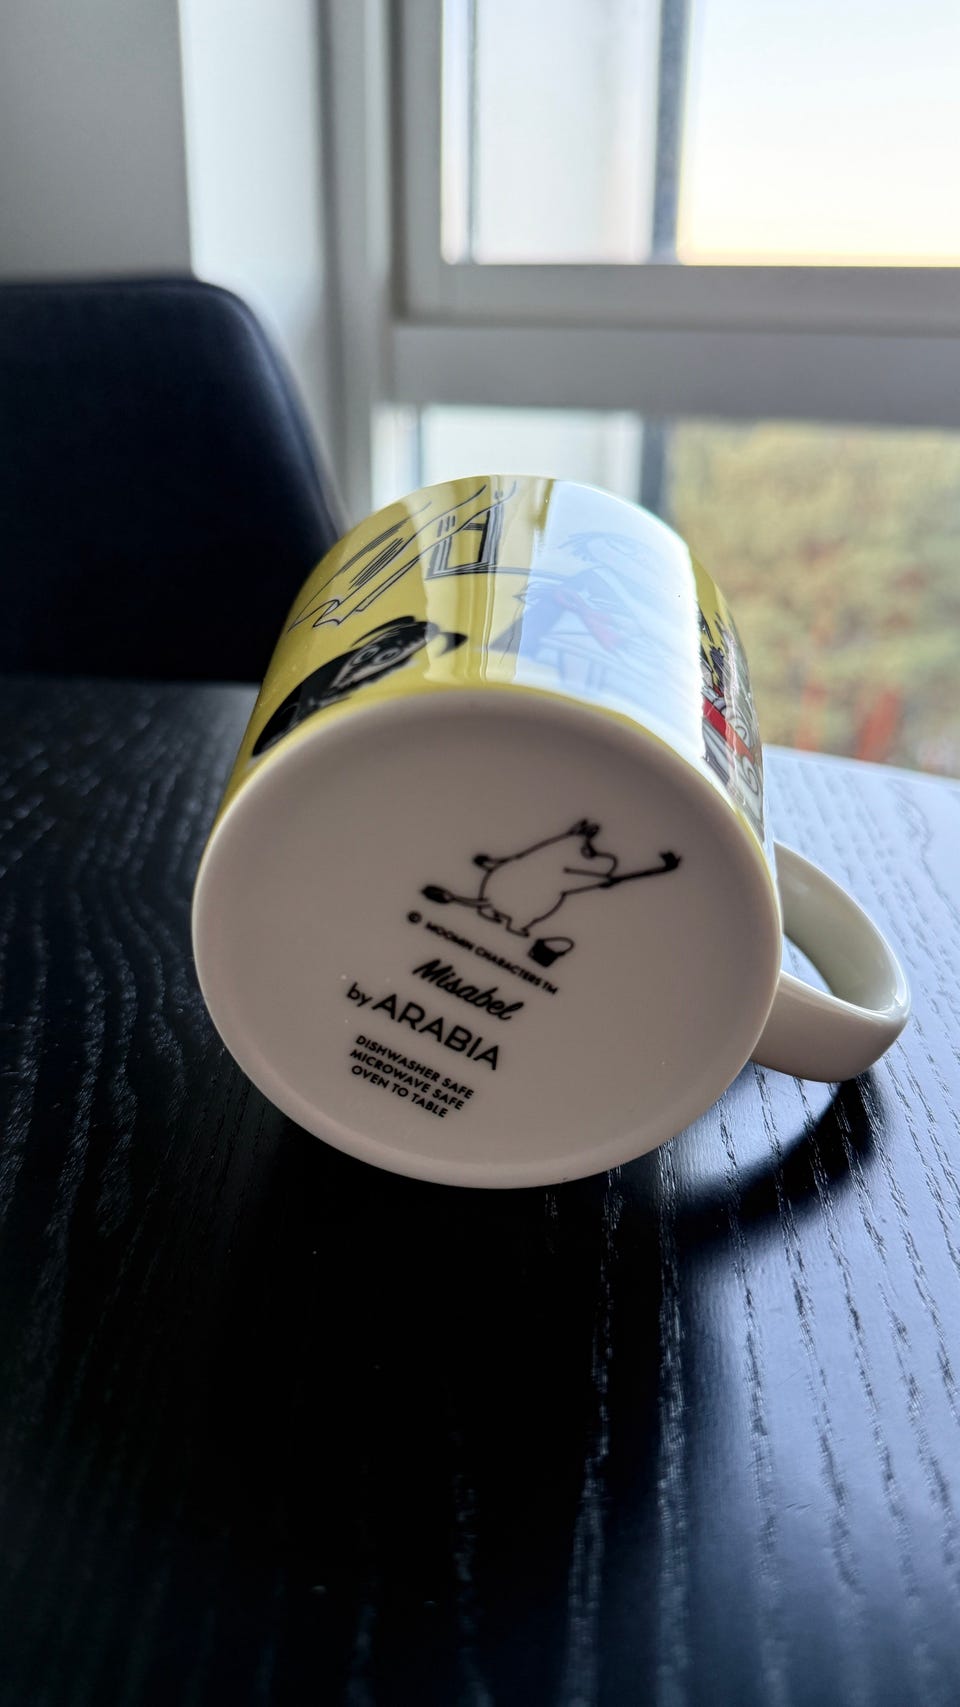 © MOOMIN CHARACTERS™
Misabel
by ARABIA
DISHWASHER SAFE
MICROWAVE SAFE
OVEN TO TABLE